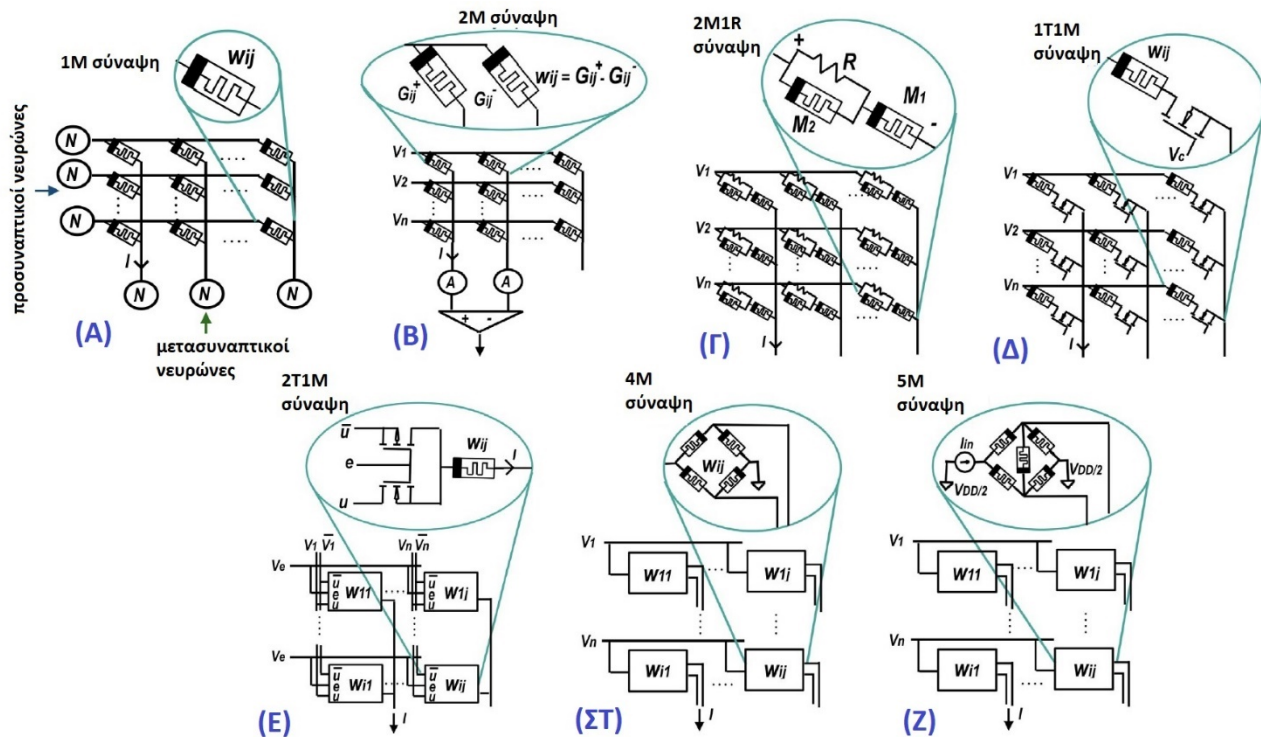 1M σύναψη
Wij
N
N
N
προσυναπτικοί νευρώνες
I
N
N
N
(Α)
μετασυναπτικοί
νευρώνες
2M σύναψη
Gij+
Gij-
Wij = Gij+- Gij-
V1
V2
Vn
I
A
A
+ -
(Β)
2M1R
σύναψη
+
R
M2
M1
-
V1
V2
Vn
I
(Γ)
1T1M
σύναψη
Wij
Vc
V1
V2
Vn
I
(Δ)
2T1M
σύναψη
u̅
e
u
Wij
I
V1 V̅1̅ Vn V̅n̅
Ve
u̅
e
u
W11
u̅
e
u
W1j
Ve
u̅
e
u
Wi1
u̅
e
u
Wij
I
(Ε)
4M
σύναψη
Wij
V1
W11
W1j
Vn
Wi1
Wij
I
(ΣΤ)
5M
σύναψη
Iin
VDD/2
VDD/2
V1
W11
W1j
Vn
Wi1
Wij
I
(Ζ)